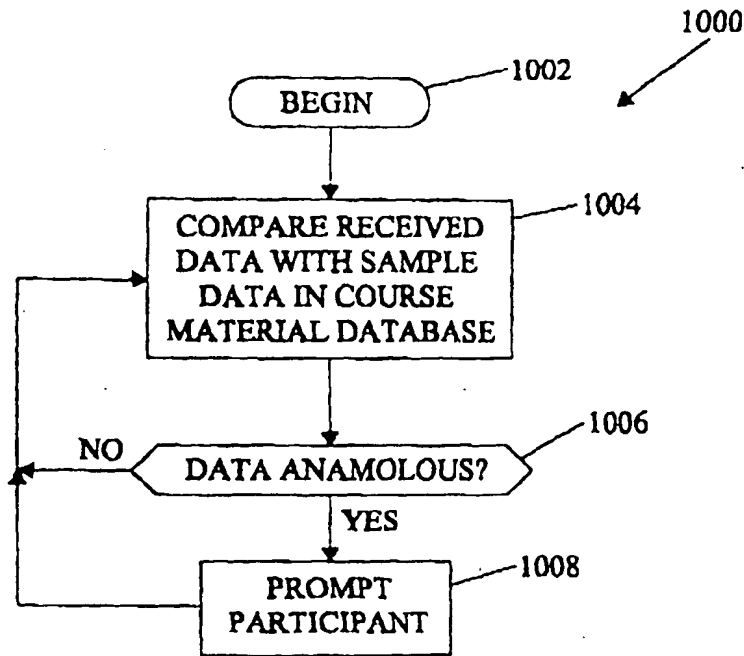 1000
BEGIN
1002
COMPARE RECEIVED
DATA WITH SAMPLE
DATA IN COURSE
MATERIAL DATABASE
1004
NO
DATA ANAMOLOUS?
1006
YES
PROMPT
PARTICIPANT
1008